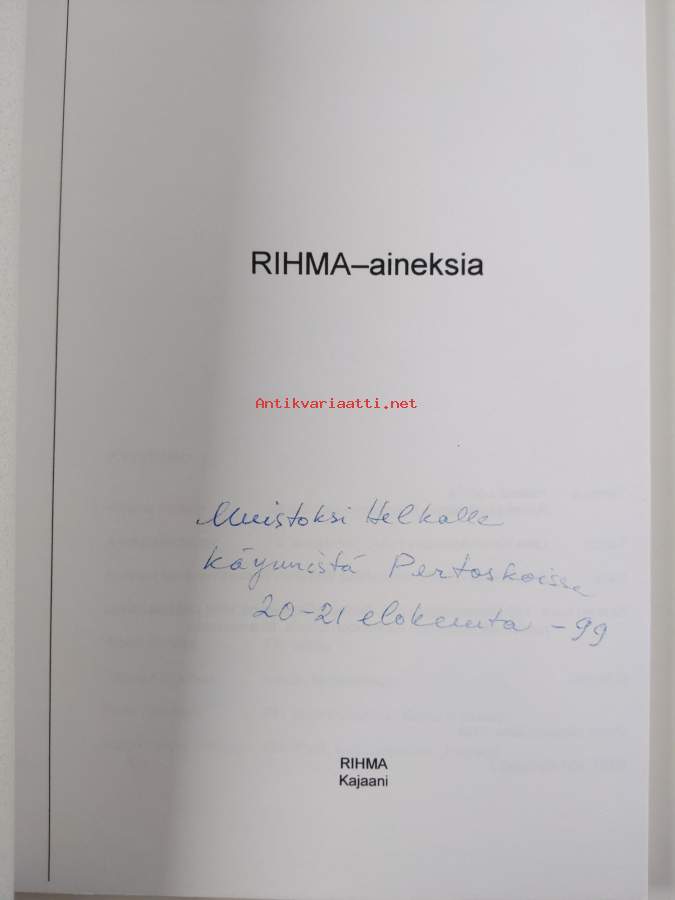 RIHMA–aineksia
Antikvariaatti.net
Muistoksi Helkalle
käynnistä Pertoskoissa
20-21 elokuuta -99
RIHMA
Kajaani